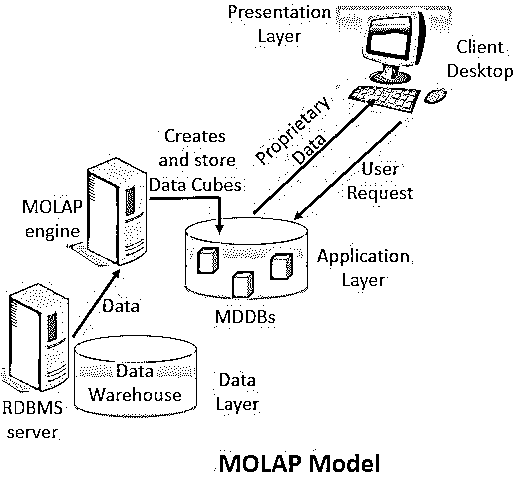 Presentation
Layer
Client
Desktop
Proprietary
Data
Creates
and store
Data Cubes
User
Request
MOLAP
engine
Application
Layer
MDDBs
Data
Data
Warehouse
Data
Layer
RDBMS
server
MOLAP Model